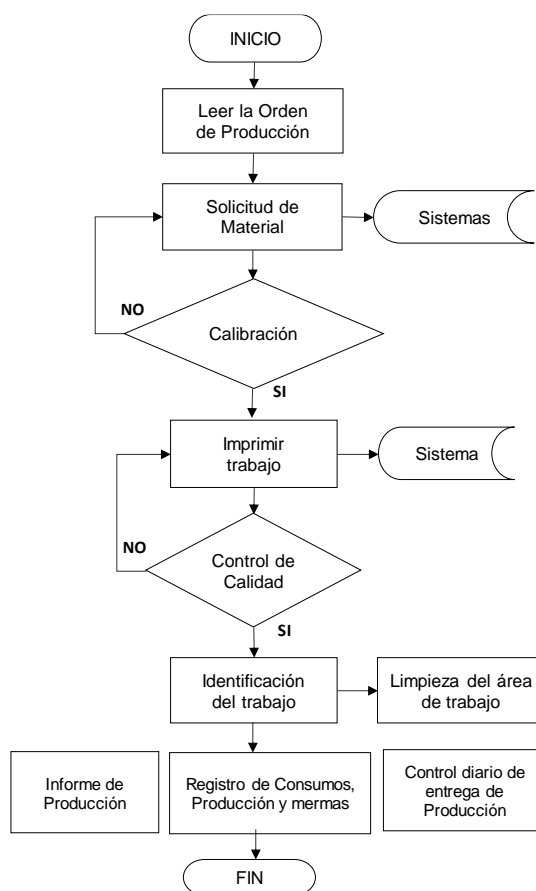 INICIO
Leer la Orden
de Producción
Solicitud de
Material
Sistemas
NO
Calibración
SI
Imprimir
trabajo
Sistema
NO
Control de
Calidad
SI
Identificación
del trabajo
Limpieza del área
de trabajo
Informe de
Producción
Registro de Consumos,
Producción y mermas
Control diario de
entrega de
Producción
FIN